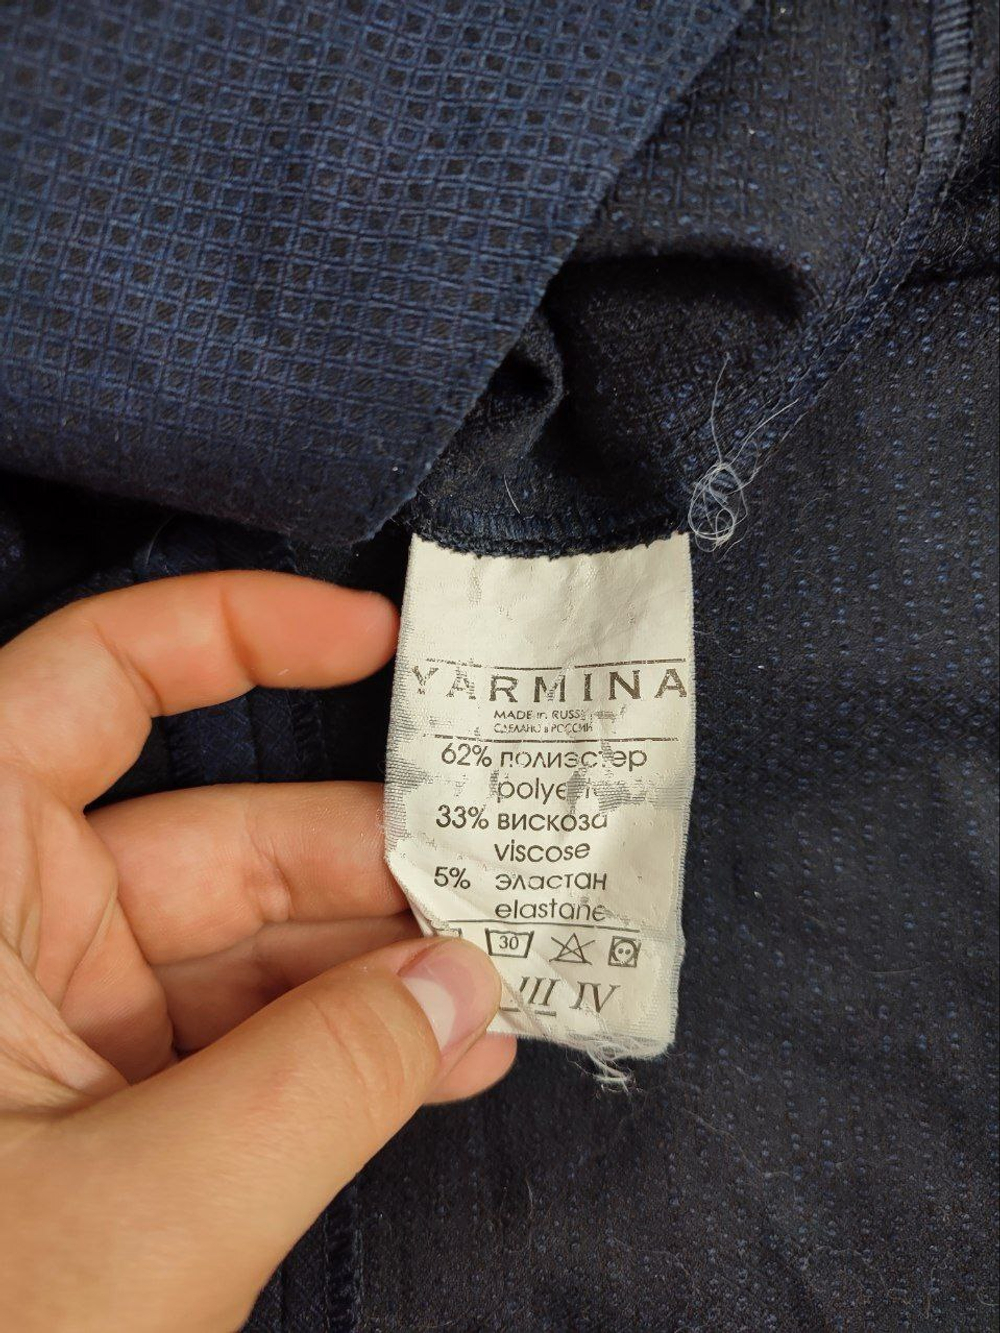 YARMINA
MADE in RUSSIA
СДЕЛАНО в РОССИИ
62% полиэстер
polyester
33% вискоза
viscose
5% эластан
elastane
30
III IV